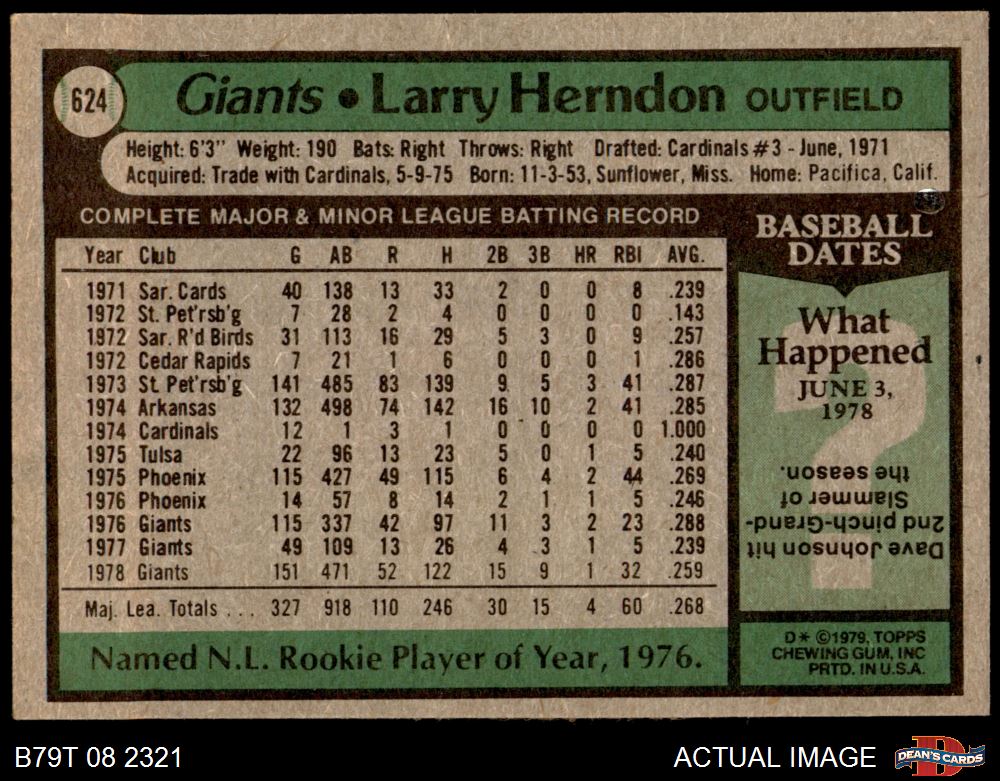 624
Giants • Larry Herndon OUTFIELD
Height: 6'3" Weight: 190 Bats: Right Throws: Right Drafted: Cardinals #3 - June, 1971
Acquired: Trade with Cardinals, 5-9-75 Born: 11-3-53, Sunflower, Miss. Home: Pacifica, Calif.
COMPLETE MAJOR & MINOR LEAGUE BATTING RECORD
Year Club G AB R H 2B 3B HR RBI AVG.
1971 Sar. Cards 40 138 13 33 2 0 0 8 .239
1972 St. Pet'rsb'g 7 28 2 4 0 0 0 0 .143
1972 Sar. R'd Birds 31 113 16 29 5 3 0 9 .257
1972 Cedar Rapids 7 21 1 6 0 0 0 1 .286
1973 St. Pet'rsb'g 141 485 83 139 9 5 3 41 .287
1974 Arkansas 132 498 74 142 16 10 2 41 .285
1974 Cardinals 12 1 3 1 0 0 0 0 1.000
1975 Tulsa 22 96 13 23 5 0 1 5 .240
1975 Phoenix 115 427 49 115 6 4 2 44 .269
1976 Phoenix 14 57 8 14 2 1 1 5 .246
1976 Giants 115 337 42 97 11 3 2 23 .288
1977 Giants 49 109 13 26 4 3 1 5 .239
1978 Giants 151 471 52 122 15 9 1 32 .259
Maj. Lea. Totals . . . 327 918 110 246 30 15 4 60 .268
Named N.L. Rookie Player of Year, 1976.
BASEBALL
DATES
What
Happened
JUNE 3,
1978
?
Dave Johnson hit
2nd pinch-Grand-
Slammer of
the season.
D* ©1979, TOPPS
CHEWING GUM, INC
PRTD. IN U.S.A.
B79T 08 2321
ACTUAL IMAGE
D
DEAN'S CARDS